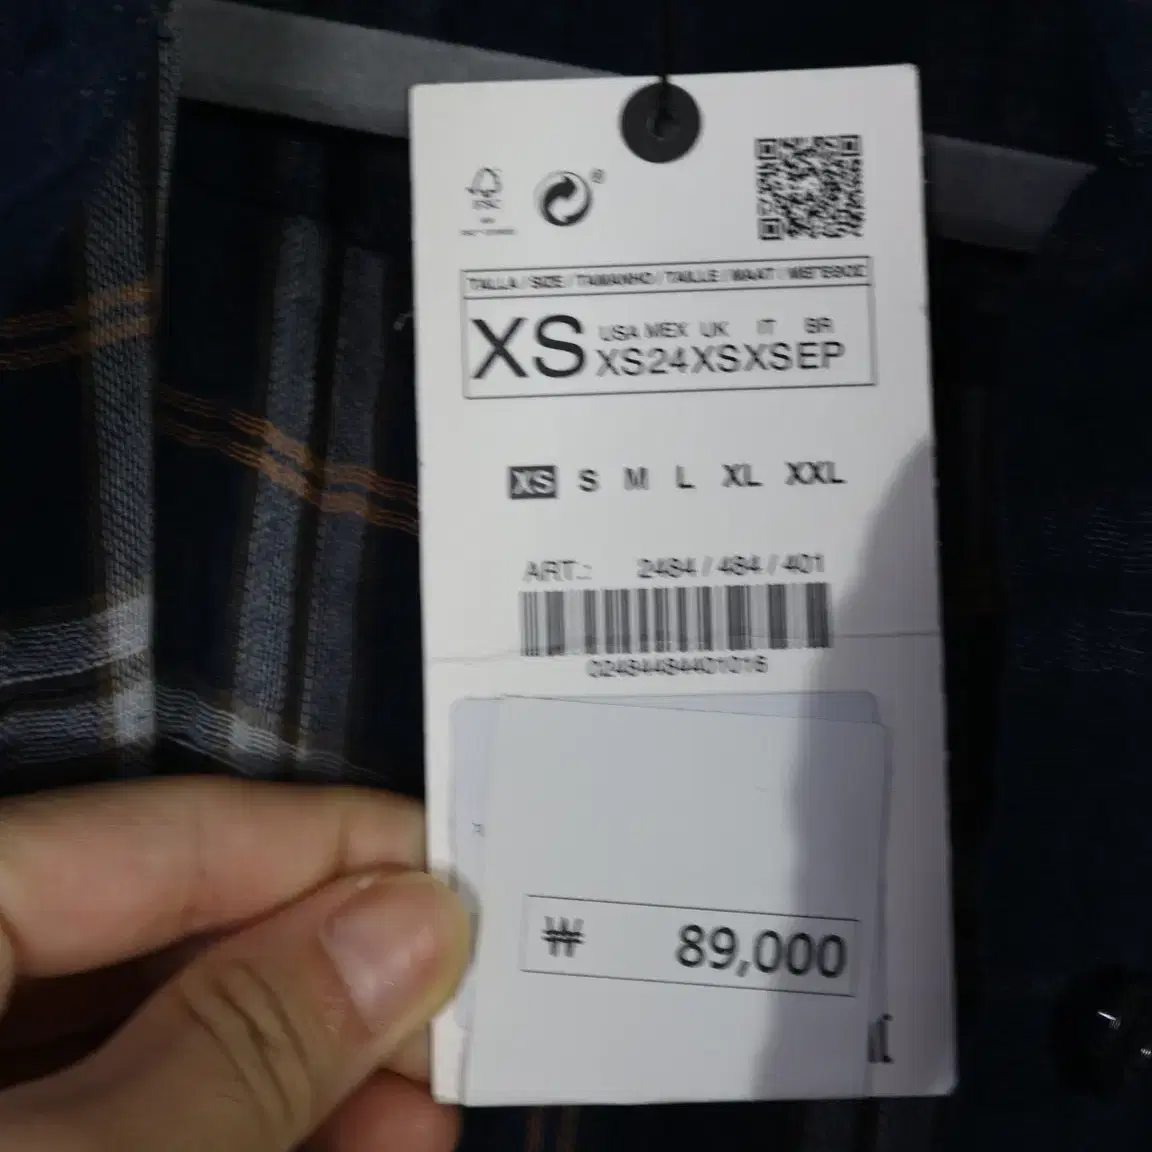 FSC
®
TALLA / SIZE / TAMANHO / TAILLE / MAAT /
XS
USA MEX UK IT BR
XS 24 XS XS EP
XS S M L XL XXL
ART.: 2484 / 484 / 401
02484484401016
₩ 89,000